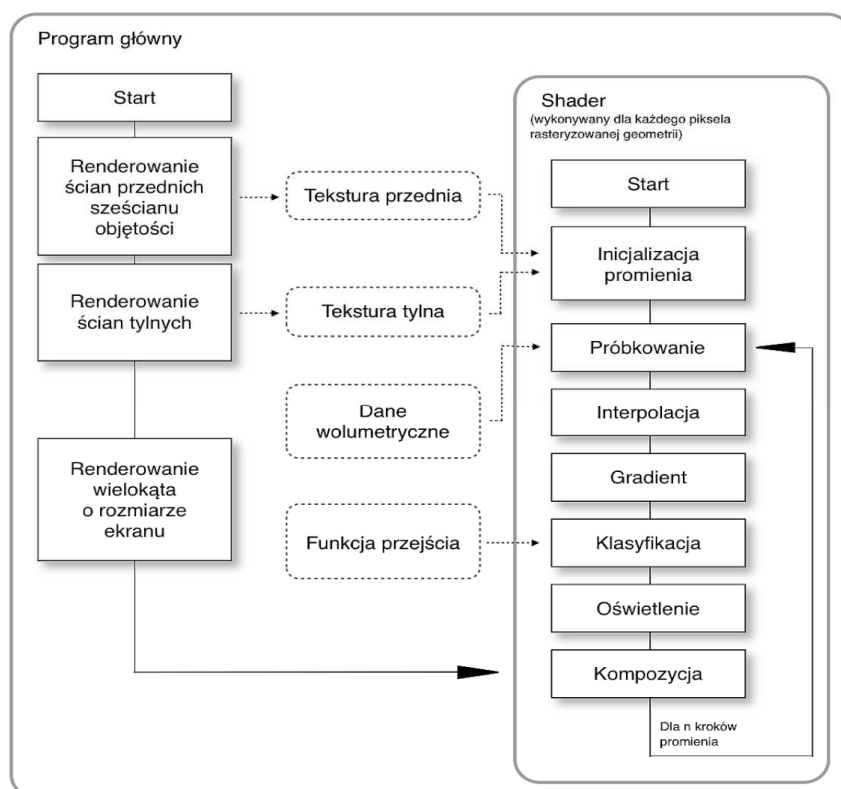 Program główny
Start
Renderowanie
ścian przednich
sześcianu
objętości
Renderowanie
ścian tylnych
Renderowanie
wielokąta
o rozmiarze
ekranu
Tekstura przednia
Tekstura tylna
Dane
wolumetryczne
Funkcja przejścia
Shader
(wykonywany dla każdego piksela
rasteryzowanej geometrii)
Start
Inicjalizacja
promienia
Próbkowanie
Interpolacja
Gradient
Klasyfikacja
Oświetlenie
Kompozycja
Dla n kroków
promienia